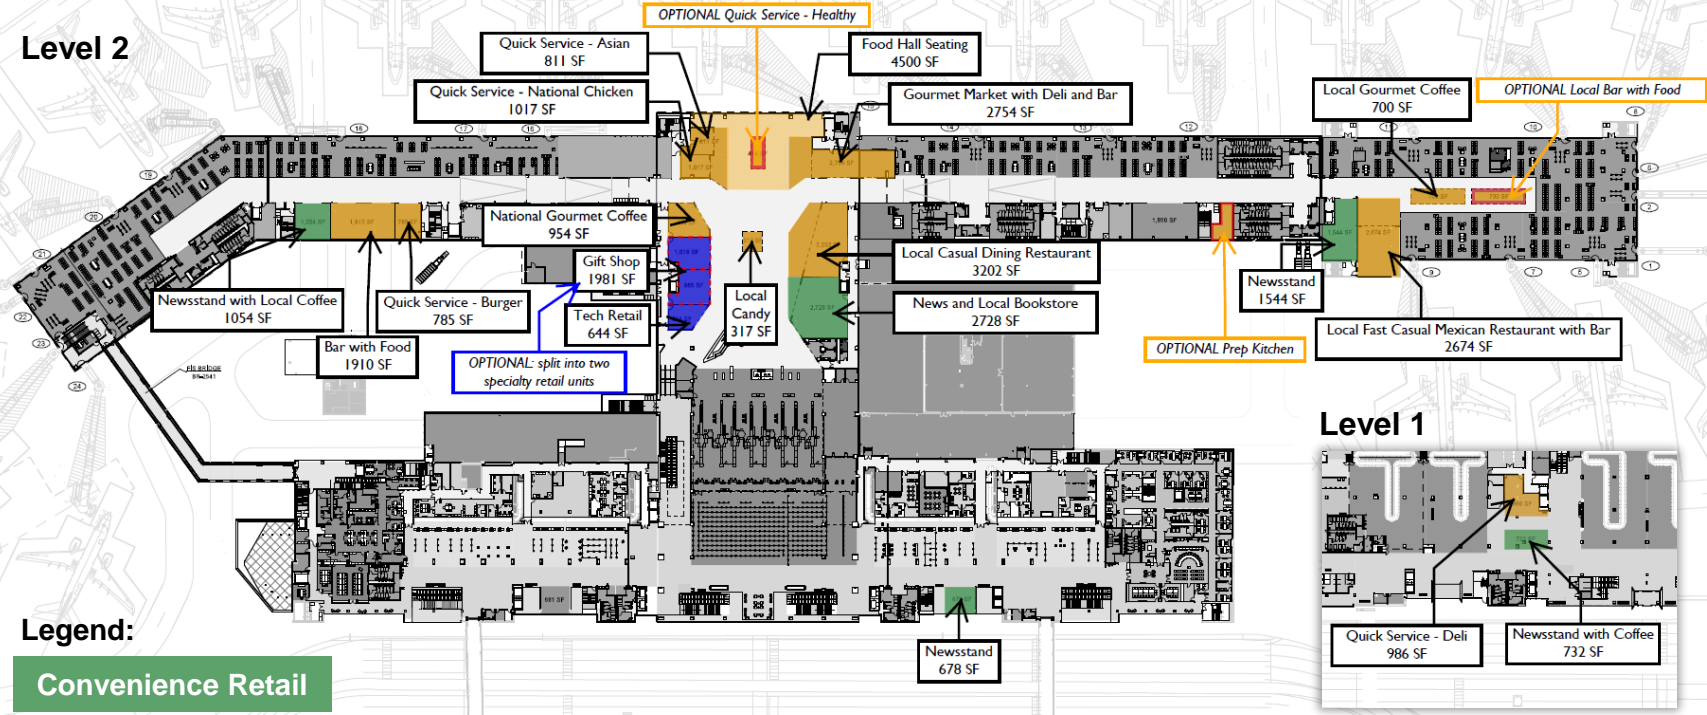 Level 2
OPTIONAL Quick Service - Healthy
Quick Service - Asian
811 SF
Food Hall Seating
4500 SF
Quick Service - National Chicken
1017 SF
Gourmet Market with Deli and Bar
2754 SF
Local Gourmet Coffee
700 SF
OPTIONAL Local Bar with Food
National Gourmet Coffee
954 SF
Gift Shop
1981 SF
Tech Retail
644 SF
Local
Candy
317 SF
Local Casual Dining Restaurant
3202 SF
News and Local Bookstore
2728 SF
Newsstand
1544 SF
Newsstand with Local Coffee
1054 SF
Quick Service - Burger
785 SF
Bar with Food
1910 SF
OPTIONAL: split into two
specialty retail units
OPTIONAL Prep Kitchen
Local Fast Casual Mexican Restaurant with Bar
2674 SF
FIS BRIDGE
Level 1
Quick Service - Deli
986 SF
Newsstand with Coffee
732 SF
681 SF
Newsstand
678 SF
Legend:
Convenience Retail